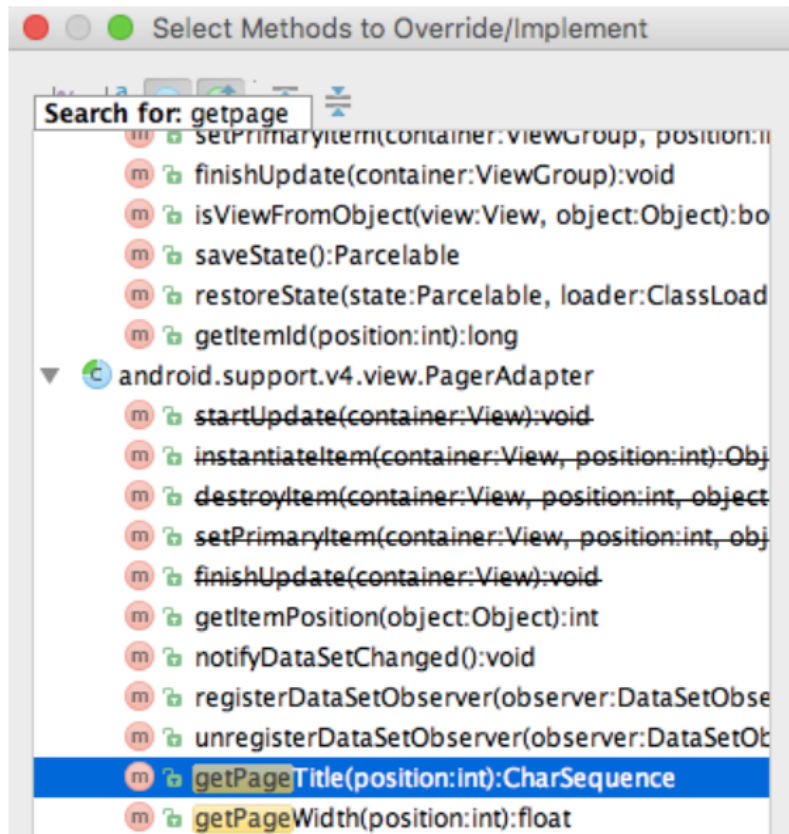 Select Methods to Override/Implement
Search for: getpage
setPrimaryItem(container:ViewGroup, position:i
finishUpdate(container:ViewGroup):void
isViewFromObject(view:View, object:Object):bo
saveState():Parcelable
restoreState(state:Parcelable, loader:ClassLoad
getItemId(position:int):long
android.support.v4.view.PagerAdapter
startUpdate(container:View):void
instantiateItem(container:View, position:int):Obj
destroyItem(container:View, position:int, object
setPrimaryItem(container:View, position:int, obj
finishUpdate(container:View):void
getItemPosition(object:Object):int
notifyDataSetChanged():void
registerDataSetObserver(observer:DataSetObse
unregisterDataSetObserver(observer:DataSetOb
getPageTitle(position:int):CharSequence
getPageWidth(position:int):float